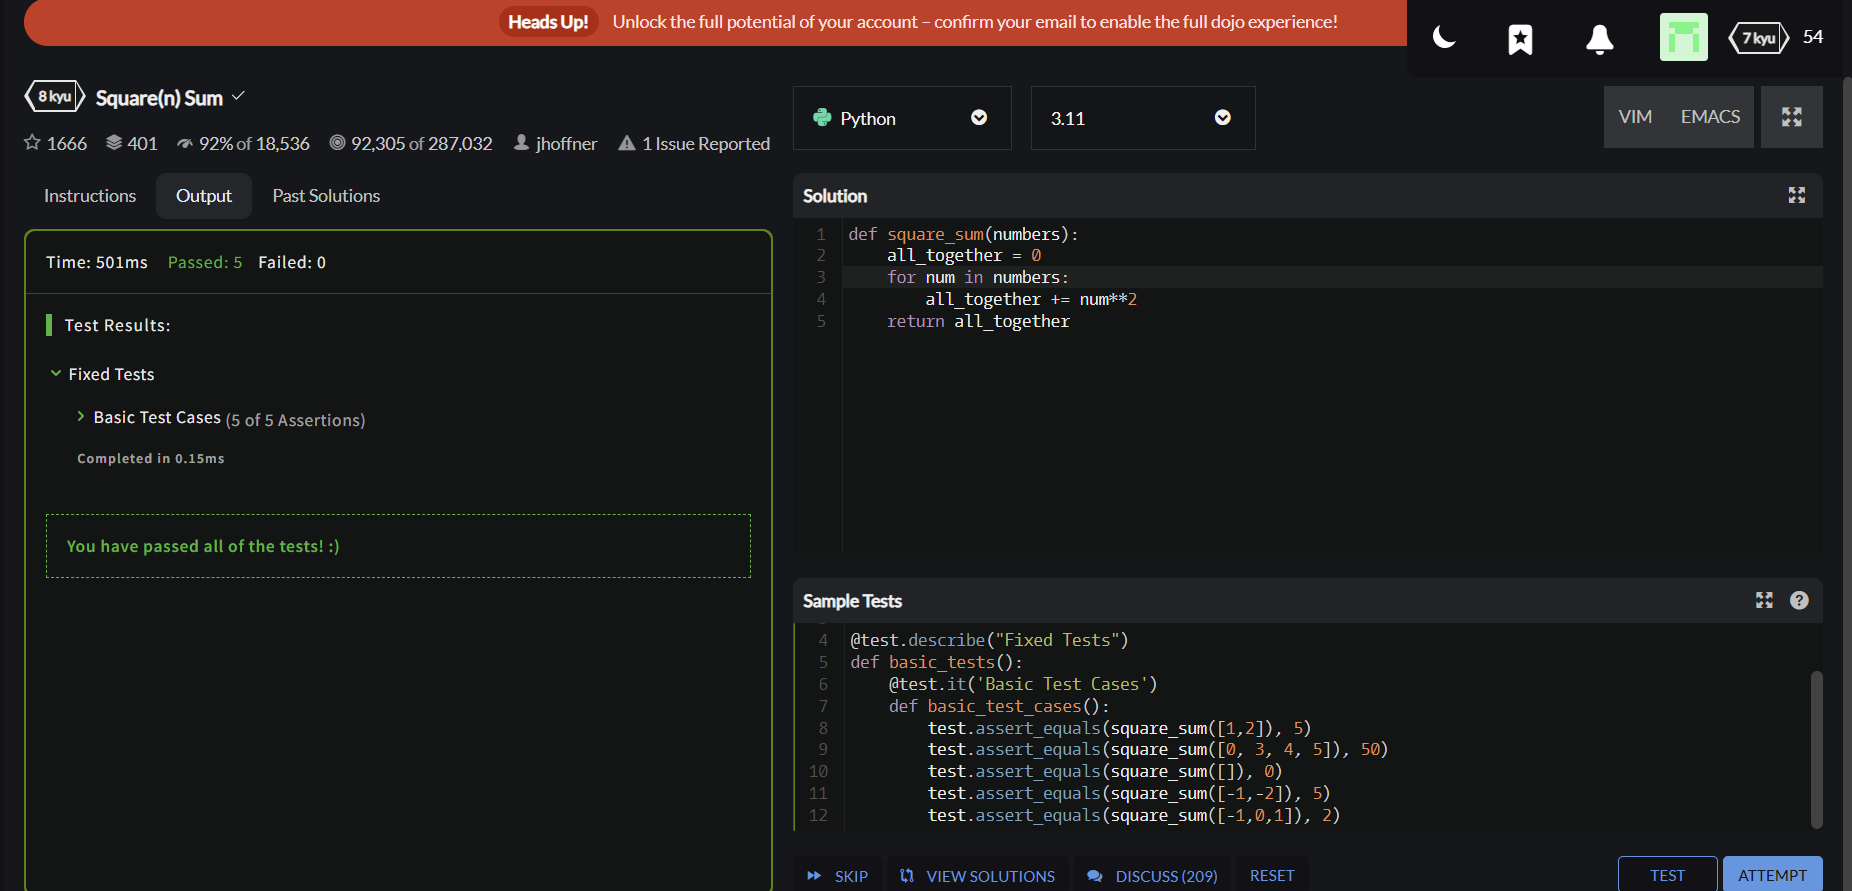 Heads Up! Unlock the full potential of your account – confirm your email to enable the full dojo experience!
7 kyu 54
8 kyu Square(n) Sum
1666 401 92% of 18,536 92,305 of 287,032 jhoffner 1 Issue Reported
Python
3.11
VIM EMACS
Instructions Output Past Solutions
Time: 501ms Passed: 5 Failed: 0
Test Results:
Fixed Tests
Basic Test Cases (5 of 5 Assertions)
Completed in 0.15ms
You have passed all of the tests! :)
Solution
1 def square_sum(numbers):
2 all_together = 0
3 for num in numbers:
4 all_together += num**2
5 return all_together
Sample Tests
4 @test.describe("Fixed Tests")
5 def basic_tests():
6 @test.it('Basic Test Cases')
7 def basic_test_cases():
8 test.assert_equals(square_sum([1,2]), 5)
9 test.assert_equals(square_sum([0, 3, 4, 5]), 50)
10 test.assert_equals(square_sum([]), 0)
11 test.assert_equals(square_sum([-1,-2]), 5)
12 test.assert_equals(square_sum([-1,0,1]), 2)
SKIP VIEW SOLUTIONS DISCUSS (209) RESET TEST ATTEMPT